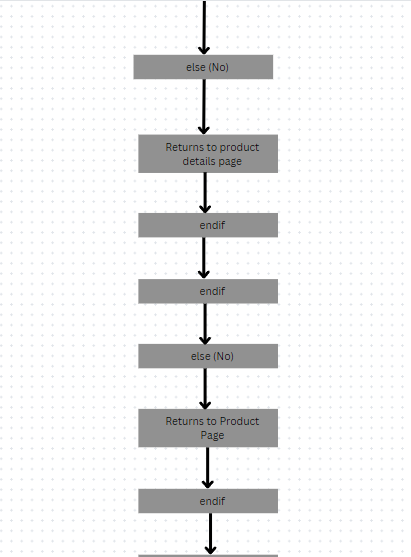 else (No)
Returns to product
details page
endif
endif
else (No)
Returns to Product
Page
endif